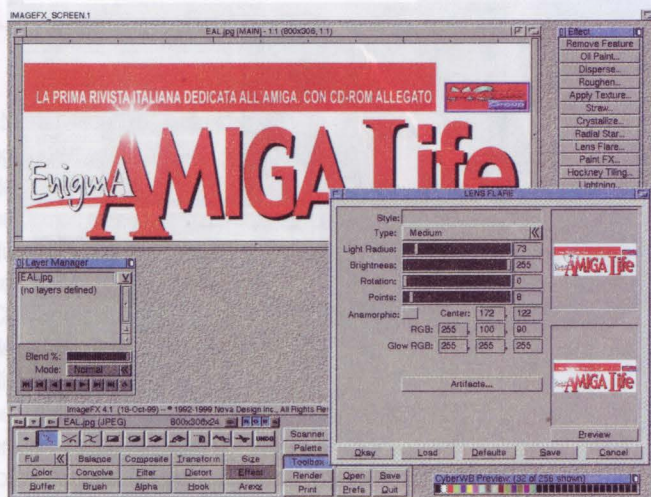 IMAGEFX_SCREEN.1
EAL.jpg [MAIN] - 1:1 (800x306, 1:1)
LA PRIMA RIVISTA ITALIANA DEDICATA ALL'AMIGA. CON CD-ROM ALLEGATO
Enigma AMIGA Life
Effect
Remove Feature
Oil Paint...
Disperse...
Roughen...
Apply Texture...
Straw...
Crystallize...
Radial Star...
Lens Flare...
Paint FX...
Hockney Tiling...
Lightning...
LENS FLARE
Style:
Type: Medium
Light Radius: 73
Brightness: 255
Rotation: 0
Points: 8
Anamorphic: Center: 172 , 122
RGB: 255 , 100 , 90
Glow RGB: 255 , 255 , 255
Artifacts...
AMIGA Life
AMIGA Life
Preview
Okay Load Defaults Save Cancel
Layer Manager
EAL.jpg
(no layers defined)
Blend %:
Mode: Normal
ImageFX 4.1 (18-Oct-99) -- © 1992-1999 Nova Design Inc., All Rights Re
EAL.jpg (JPEG) 800x306x24
UNDO
Full Balance Composite Transform Size
Color Convolve Filter Distort Effect
Buffer Brush Alpha Hook Arexx
Scanner
Palette
Toolbox
Render
Print
Open Save
Prefs Quit
CyberWB Preview: (32 of 256 shown)